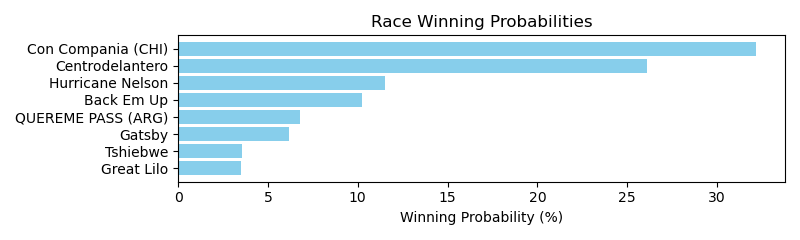 Race Winning Probabilities
Con Compania (CHI)
Centrodelantero
Hurricane Nelson
Back Em Up
QUEREME PASS (ARG)
Gatsby
Tshiebwe
Great Lilo
0 5 10 15 20 25 30
Winning Probability (%)